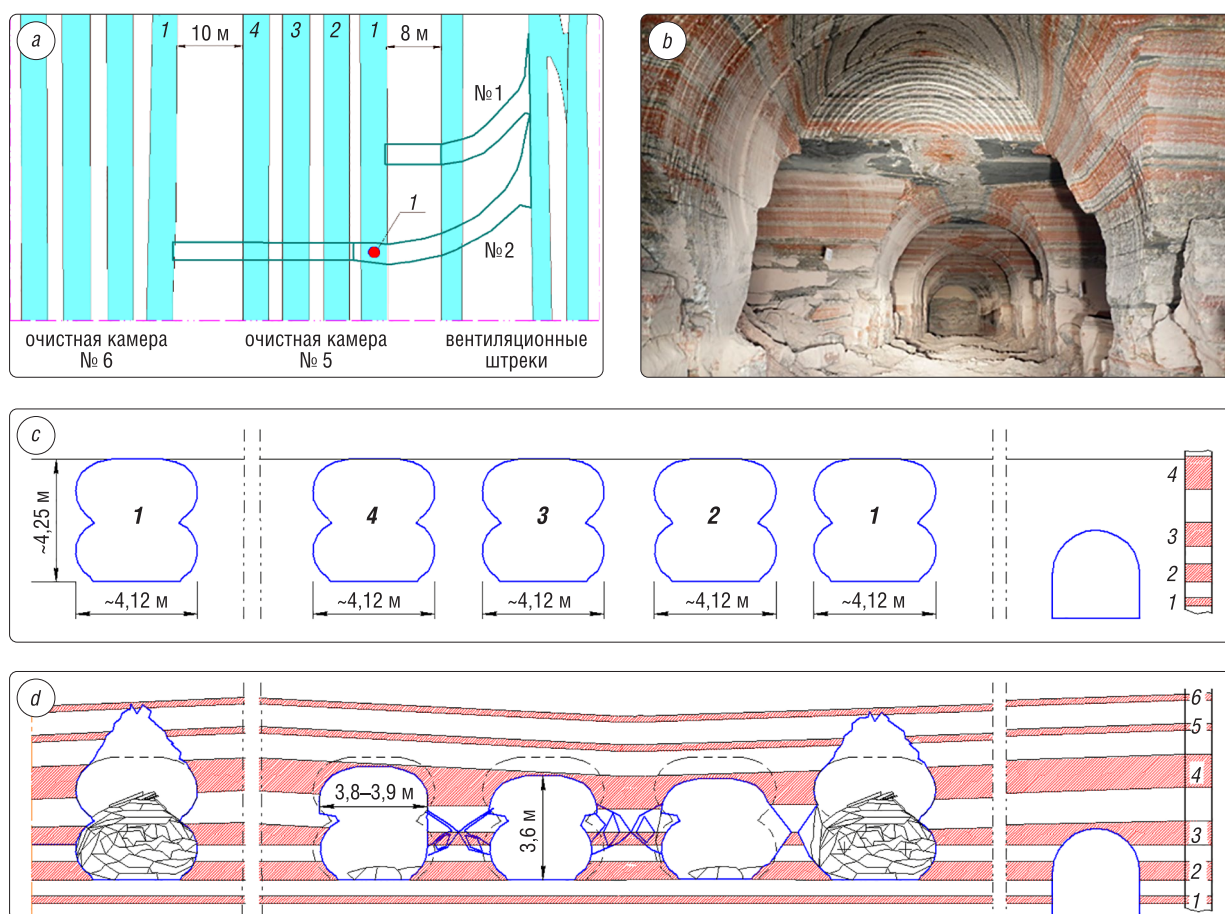 a
1
10 м
4
3
2
1
8 м
№1
1
№2
очистная камера
№ 6
очистная камера
№ 5
вентиляционные
штреки
b
c
~4,25 м
1
4
3
2
1
~4,12 м
~4,12 м
~4,12 м
~4,12 м
~4,12 м
4
3
2
1
d
3,8–3,9 м
3,6 м
6
5
4
3
2
1